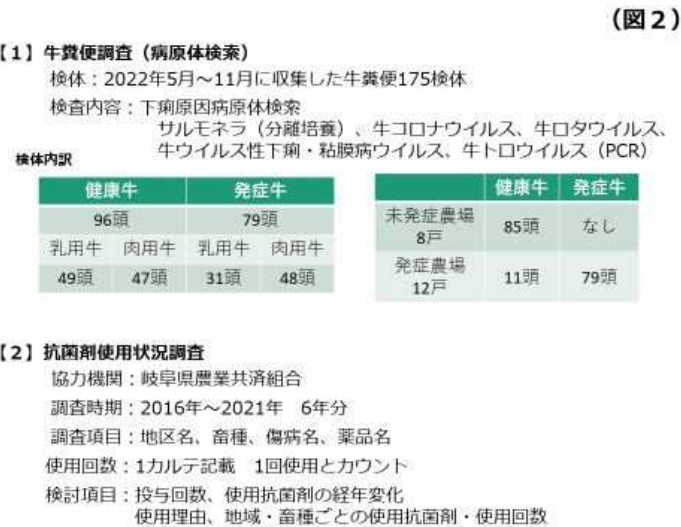 (図2)
【1】牛糞便調査（病原体検索）
検体：2022年5月～11月に収集した牛糞便175検体
検査内容：下痢原因病原体検索
サルモネラ（分離培養）、牛コロナウイルス、牛ロタウイルス、
牛ウイルス性下痢・粘膜病ウイルス、牛トロウイルス（PCR）
検体内訳
健康牛 発症牛
96頭 79頭
乳用牛 肉用牛 乳用牛 肉用牛
49頭 47頭 31頭 48頭
健康牛 発症牛
未発症農場
8戸 85頭 なし
発症農場
12戸 11頭 79頭
【2】抗菌剤使用状況調査
協力機関：岐阜県農業共済組合
調査時期：2016年～2021年　6年分
調査項目：地区名、畜種、傷病名、薬品名
使用回数：1カルテ記載　1回使用とカウント
検討項目：投与回数、使用抗菌剤の経年変化
使用理由、地域・畜種ごとの使用抗菌剤・使用回数